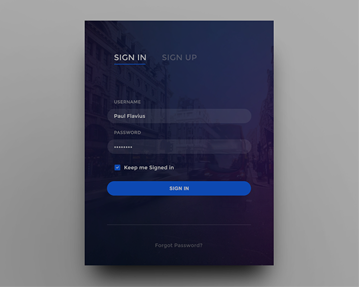 SIGN IN SIGN UP
USERNAME
Paul Flavius
PASSWORD
••••••••
Keep me Signed in
SIGN IN
Forgot Password?